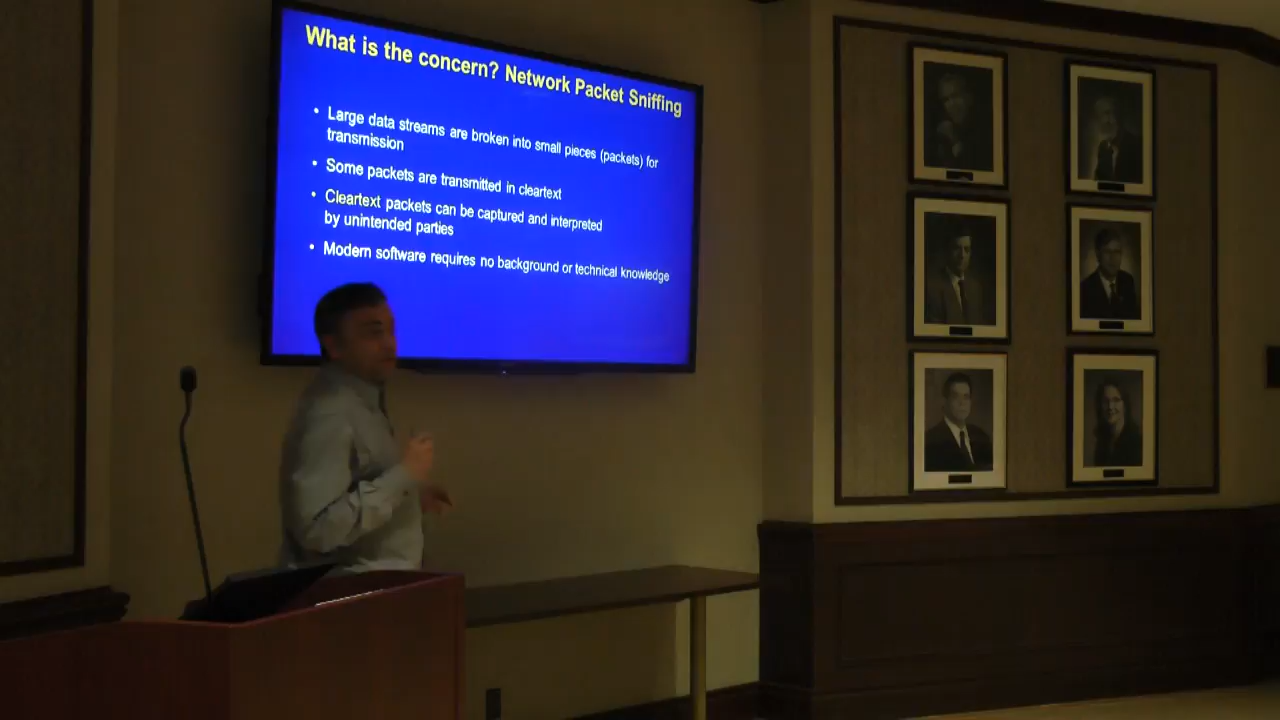 What is the concern? Network Packet Sniffing
• Large data streams are broken into small pieces (packets) for
transmission
• Some packets are transmitted in cleartext
• Cleartext packets can be captured and interpreted
by unintended parties
• Modern software requires no background or technical knowledge